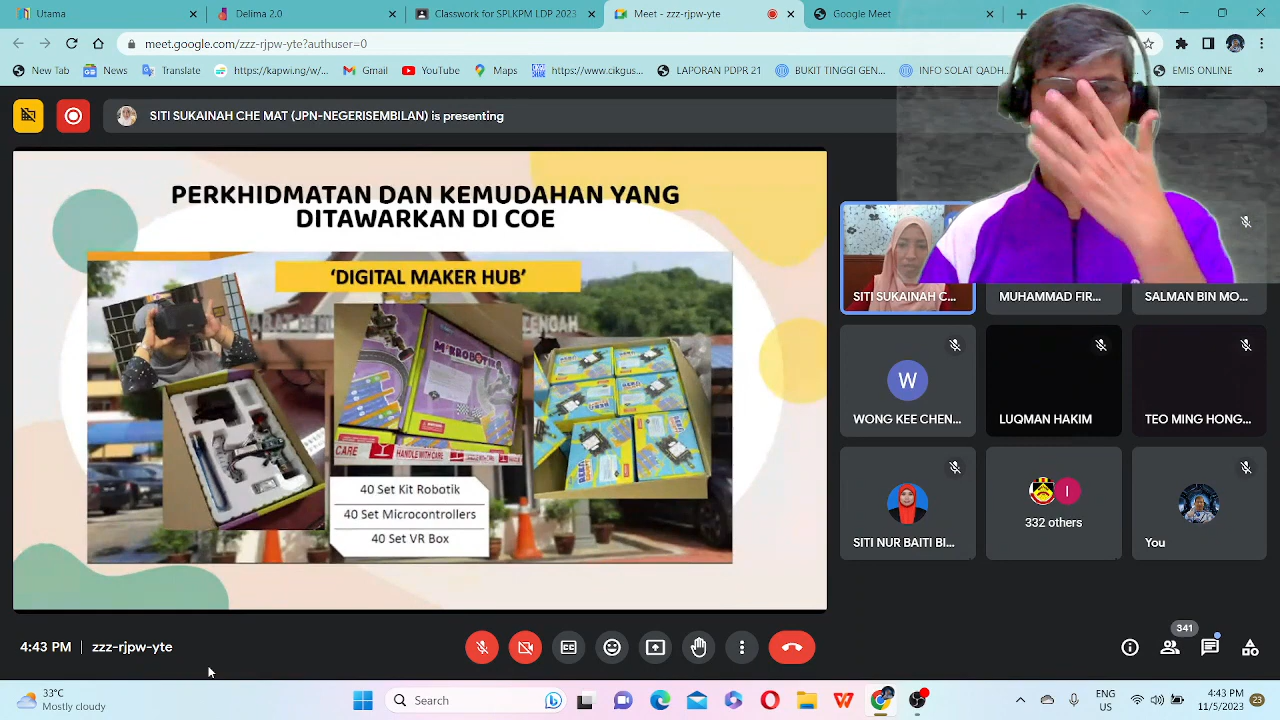 Utama
Delima 2.0
Classwork for SPLKPM LDP 2023
Meet - zzz-rjpw-yte
Google Meet
meet.google.com/zzz-rjpw-yte?authuser=0
New Tab
News
Translate
https://kapwing.ng/w...
Gmail
YouTube
Maps
https://www.cikgus...
LAPORAN PDPR 21
BUKIT TINGGI GEN...
INFO SOLAT QADH...
EMIS ONLINE
»
SITI SUKAINAH CHE MAT (JPN-NEGERISEMBILAN) is presenting
PERKHIDMATAN DAN KEMUDAHAN YANG
DITAWARKAN DI COE
'DIGITAL MAKER HUB'
CARE
HANDLE WITH CARE
40 Set Kit Robotik
40 Set Microcontrollers
40 Set VR Box
SITI SUKAINAH C...
MUHAMMAD FIR...
SALMAN BIN MO...
W
WONG KEE CHEN...
LUQMAN HAKIM
TEO MING HONG...
SITI NUR BAITI BI...
I
332 others
You
4:43 PM | zzz-rjpw-yte
341
33°C
Mostly cloudy
Search
ENG
US
4:43 PM
11/5/2023
23